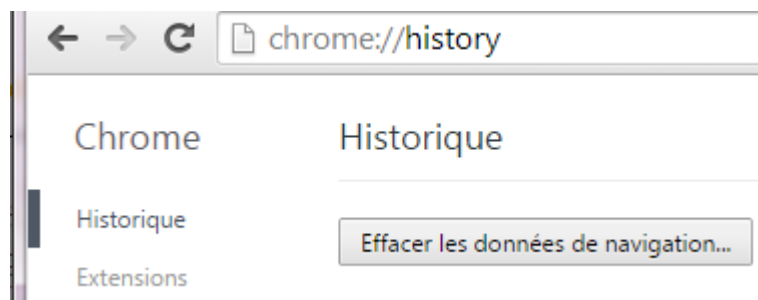 chrome://history
Chrome
Historique
Historique
Effacer les données de navigation...
Extensions